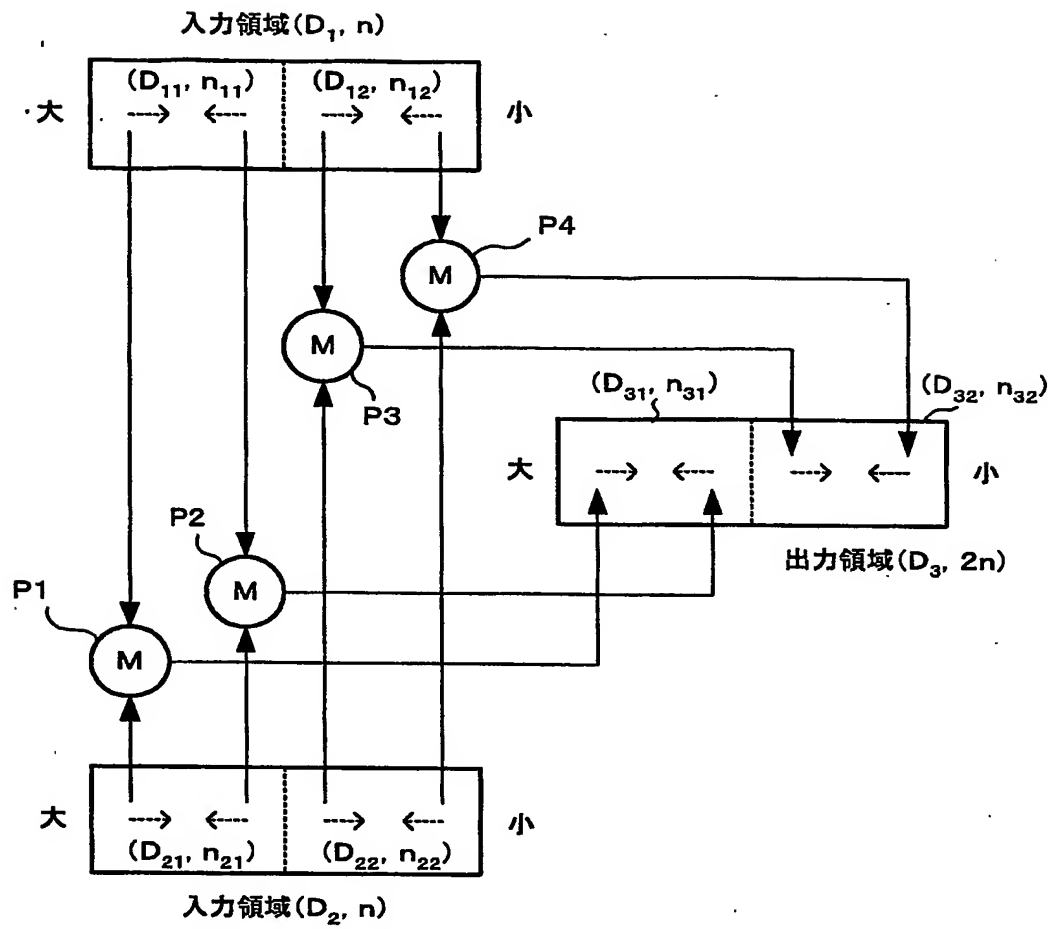 入力領域(D₁, n)
(D₁₁, n₁₁) (D₁₂, n₁₂)
大 小
P4
M
M
P3
(D₃₁, n₃₁) (D₃₂, n₃₂)
大 小
出力領域(D₃, 2n)
P2
M
P1
M
大 小
(D₂₁, n₂₁) (D₂₂, n₂₂)
入力領域(D₂, n)